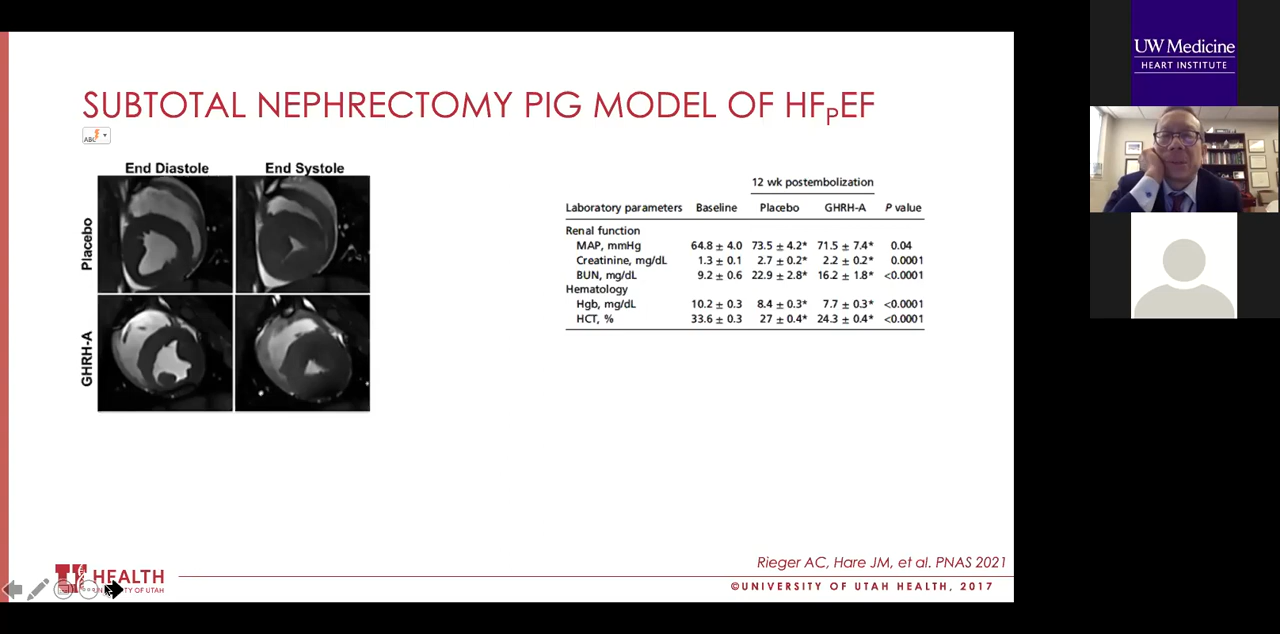 SUBTOTAL NEPHRECTOMY PIG MODEL OF HFPEF
ABC
End Diastole End Systole
Placebo
GHRH-A
12 wk postembolization
Laboratory parameters Baseline Placebo GHRH-A P value
Renal function
MAP, mmHg 64.8 ± 4.0 73.5 ± 4.2* 71.5 ± 7.4* 0.04
Creatinine, mg/dL 1.3 ± 0.1 2.7 ± 0.2* 2.2 ± 0.2* 0.0001
BUN, mg/dL 9.2 ± 0.6 22.9 ± 2.8* 16.2 ± 1.8* <0.0001
Hematology
Hgb, mg/dL 10.2 ± 0.3 8.4 ± 0.3* 7.7 ± 0.3* <0.0001
HCT, % 33.6 ± 0.3 27 ± 0.4* 24.3 ± 0.4* <0.0001
Rieger AC, Hare JM, et al. PNAS 2021
HEALTH
OF UTAH
©UNIVERSITY OF UTAH HEALTH, 2017
UW Medicine
HEART INSTITUTE